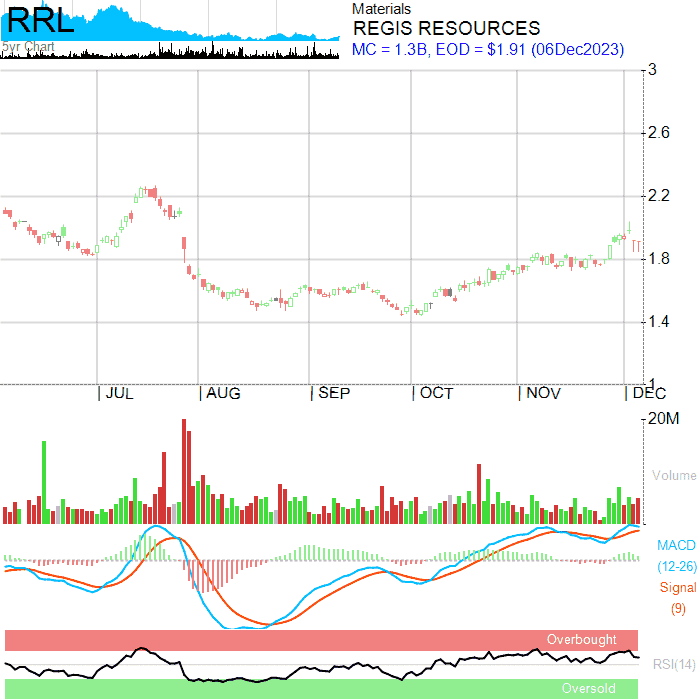 RRL
5yr Chart
Materials
REGIS RESOURCES
MC = 1.3B, EOD = $1.91 (06Dec2023)
3
2.6
2.2
1.8
1.4
1
JUL AUG SEP OCT NOV DEC
20M
Volume
MACD
(12-26)
Signal
(9)
Overbought
RSI(14)
Oversold